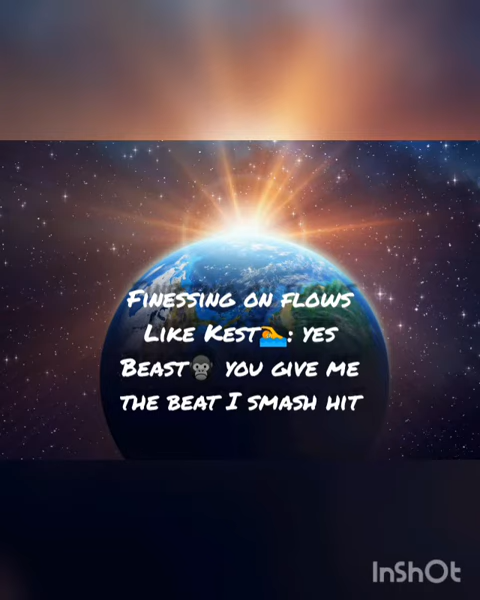 Finessing on flows
Like Kest🏊: yes
Beast🦍 you give me
the beat I smash hit
InShOt